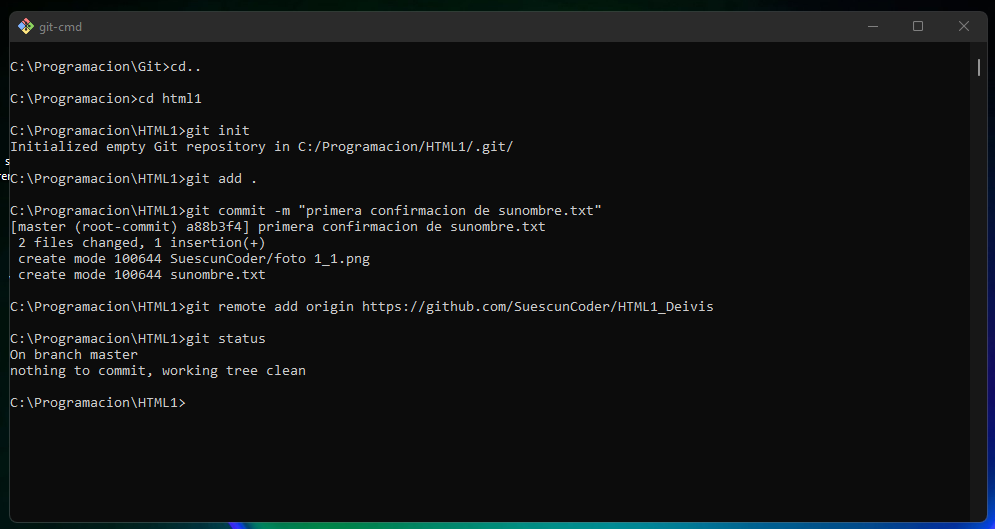 git-cmd
C:\Programacion\Git>cd..
C:\Programacion>cd html1
C:\Programacion\HTML1>git init
Initialized empty Git repository in C:/Programacion/HTML1/.git/
C:\Programacion\HTML1>git add .
C:\Programacion\HTML1>git commit -m "primera confirmacion de sunombre.txt"
[master (root-commit) a88b3f4] primera confirmacion de sunombre.txt
 2 files changed, 1 insertion(+)
 create mode 100644 SuescunCoder/foto 1_1.png
 create mode 100644 sunombre.txt
C:\Programacion\HTML1>git remote add origin https://github.com/SuescunCoder/HTML1_Deivis
C:\Programacion\HTML1>git status
On branch master
nothing to commit, working tree clean
C:\Programacion\HTML1>